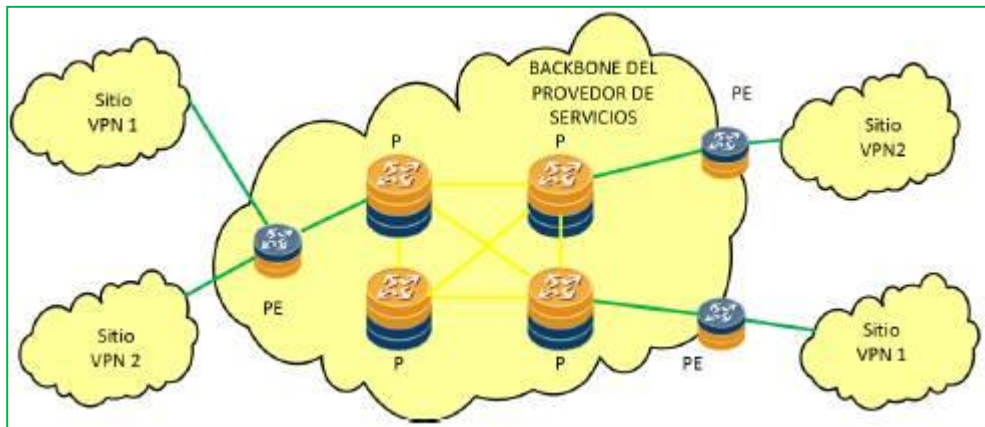 Sitio
VPN 1
BACKBONE DEL
PROVEDOR DE
SERVICIOS
PE
Sitio
VPN2
P
P
PE
Sitio
VPN 2
P
P
PE
Sitio
VPN 1